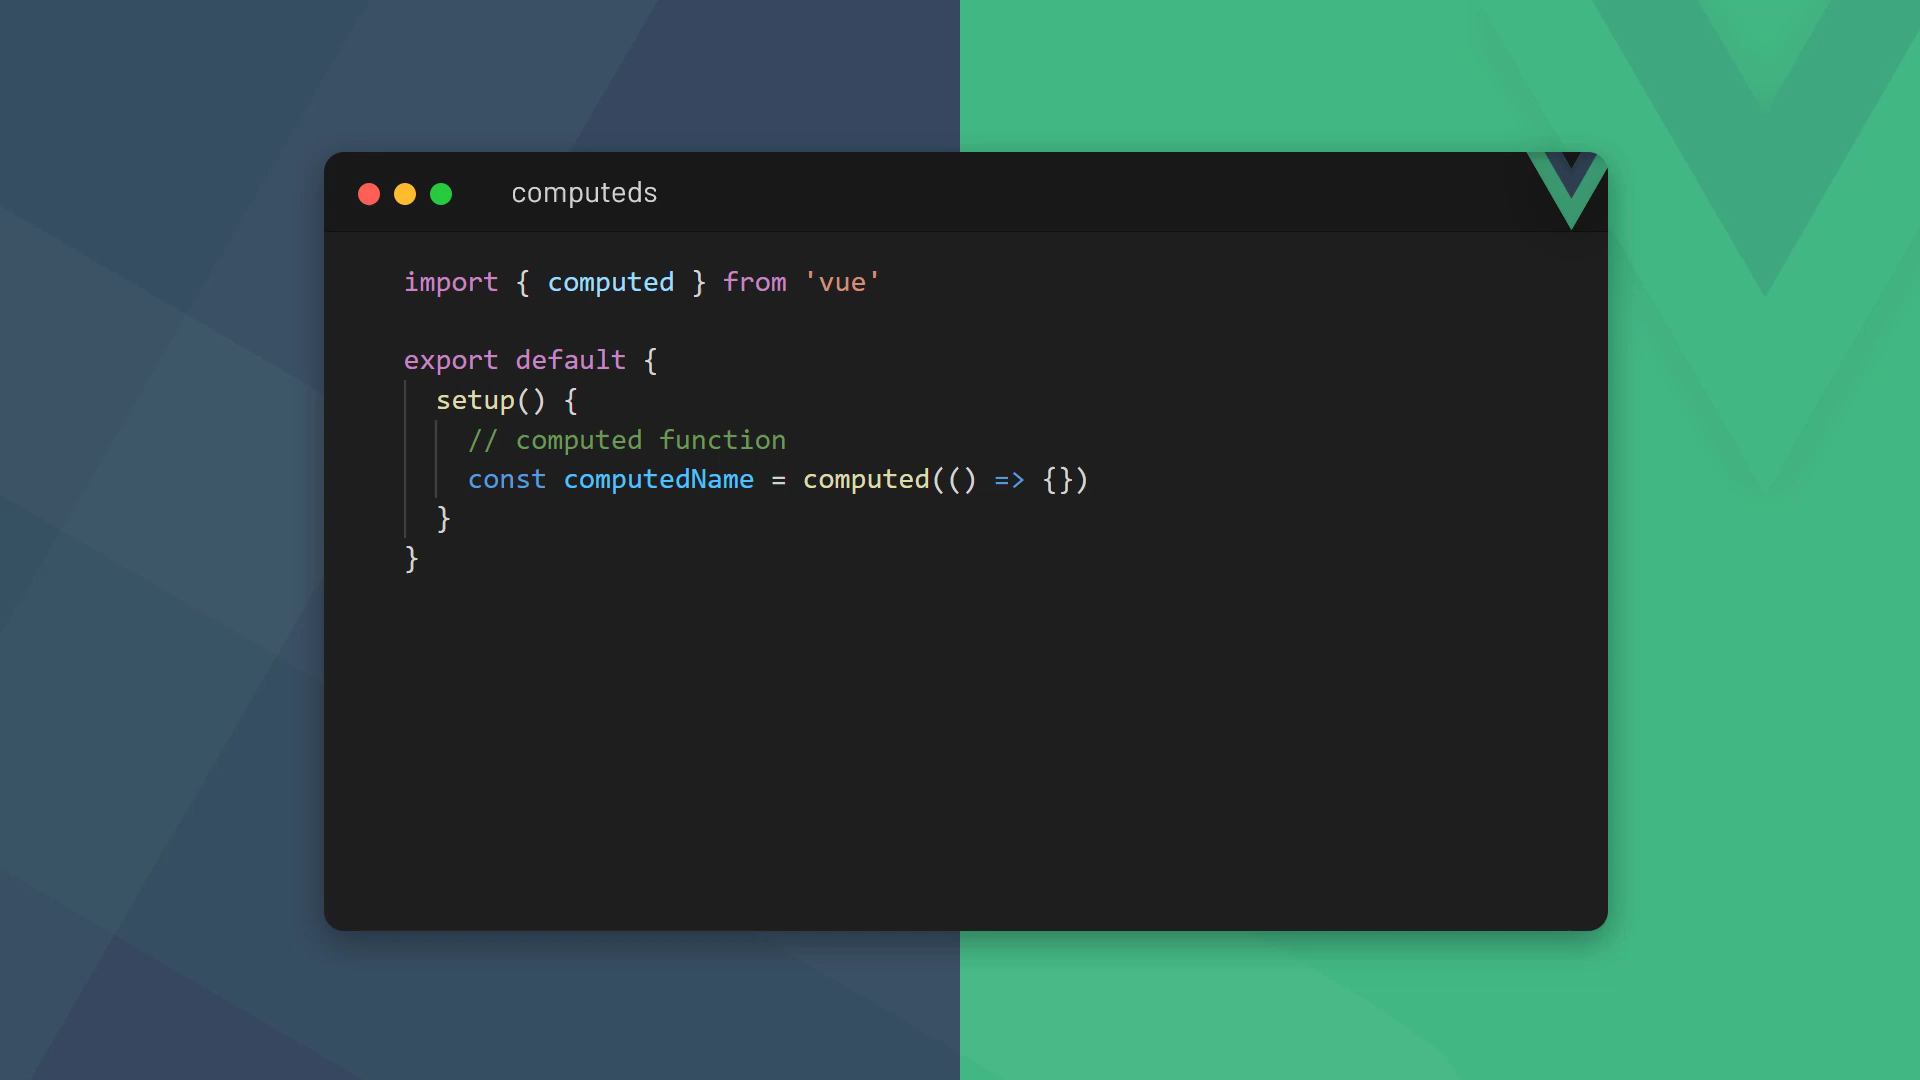 computeds
import { computed } from 'vue'
export default {
  setup() {
    // computed function
    const computedName = computed(() => {})
  }
}